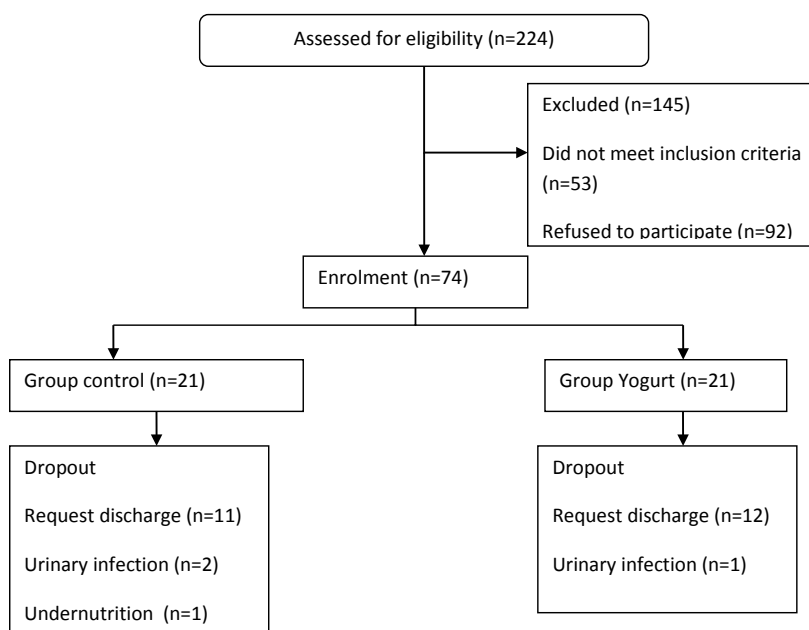 Assessed for eligibility (n=224)
Excluded (n=145)
Did not meet inclusion criteria
(n=53)
Refused to participate (n=92)
Enrolment (n=74)
Group control (n=21)
Group Yogurt (n=21)
Dropout
Request discharge (n=11)
Urinary infection (n=2)
Undernutrition (n=1)
Dropout
Request discharge (n=12)
Urinary infection (n=1)